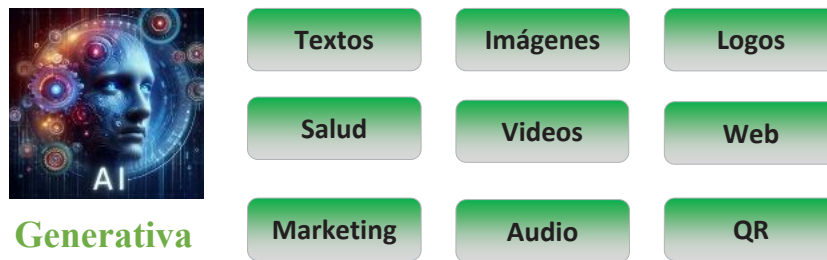 Textos
Imágenes
Logos
Salud
Videos
Web
AI
Generativa
Marketing
Audio
QR